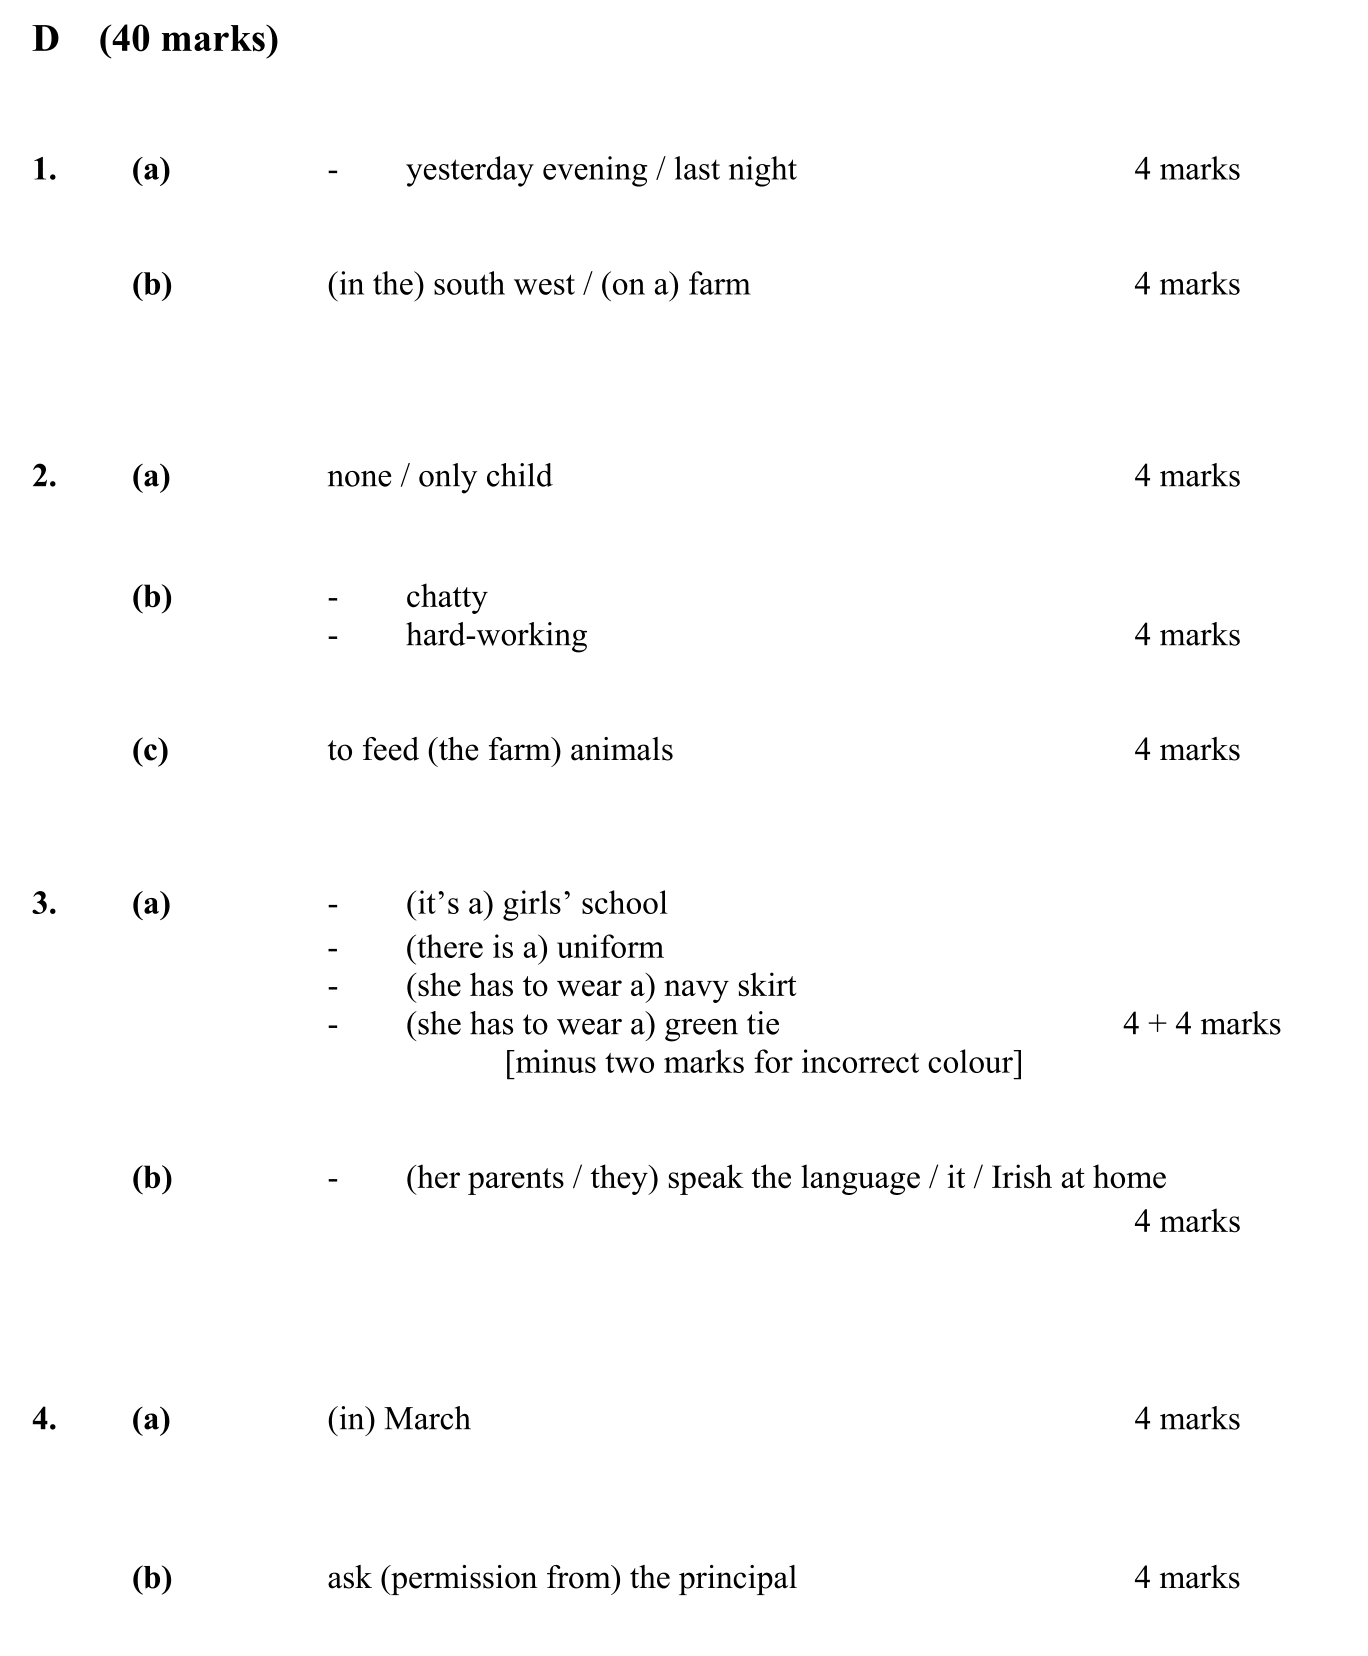 D (40 marks)
1. (a) - yesterday evening / last night 4 marks
(b) (in the) south west / (on a) farm 4 marks
2. (a) none / only child 4 marks
(b) - chatty
- hard-working 4 marks
(c) to feed (the farm) animals 4 marks
3. (a) - (it’s a) girls’ school
- (there is a) uniform
- (she has to wear a) navy skirt
- (she has to wear a) green tie 4 + 4 marks
[minus two marks for incorrect colour]
(b) - (her parents / they) speak the language / it / Irish at home
4 marks
4. (a) (in) March 4 marks
(b) ask (permission from) the principal 4 marks